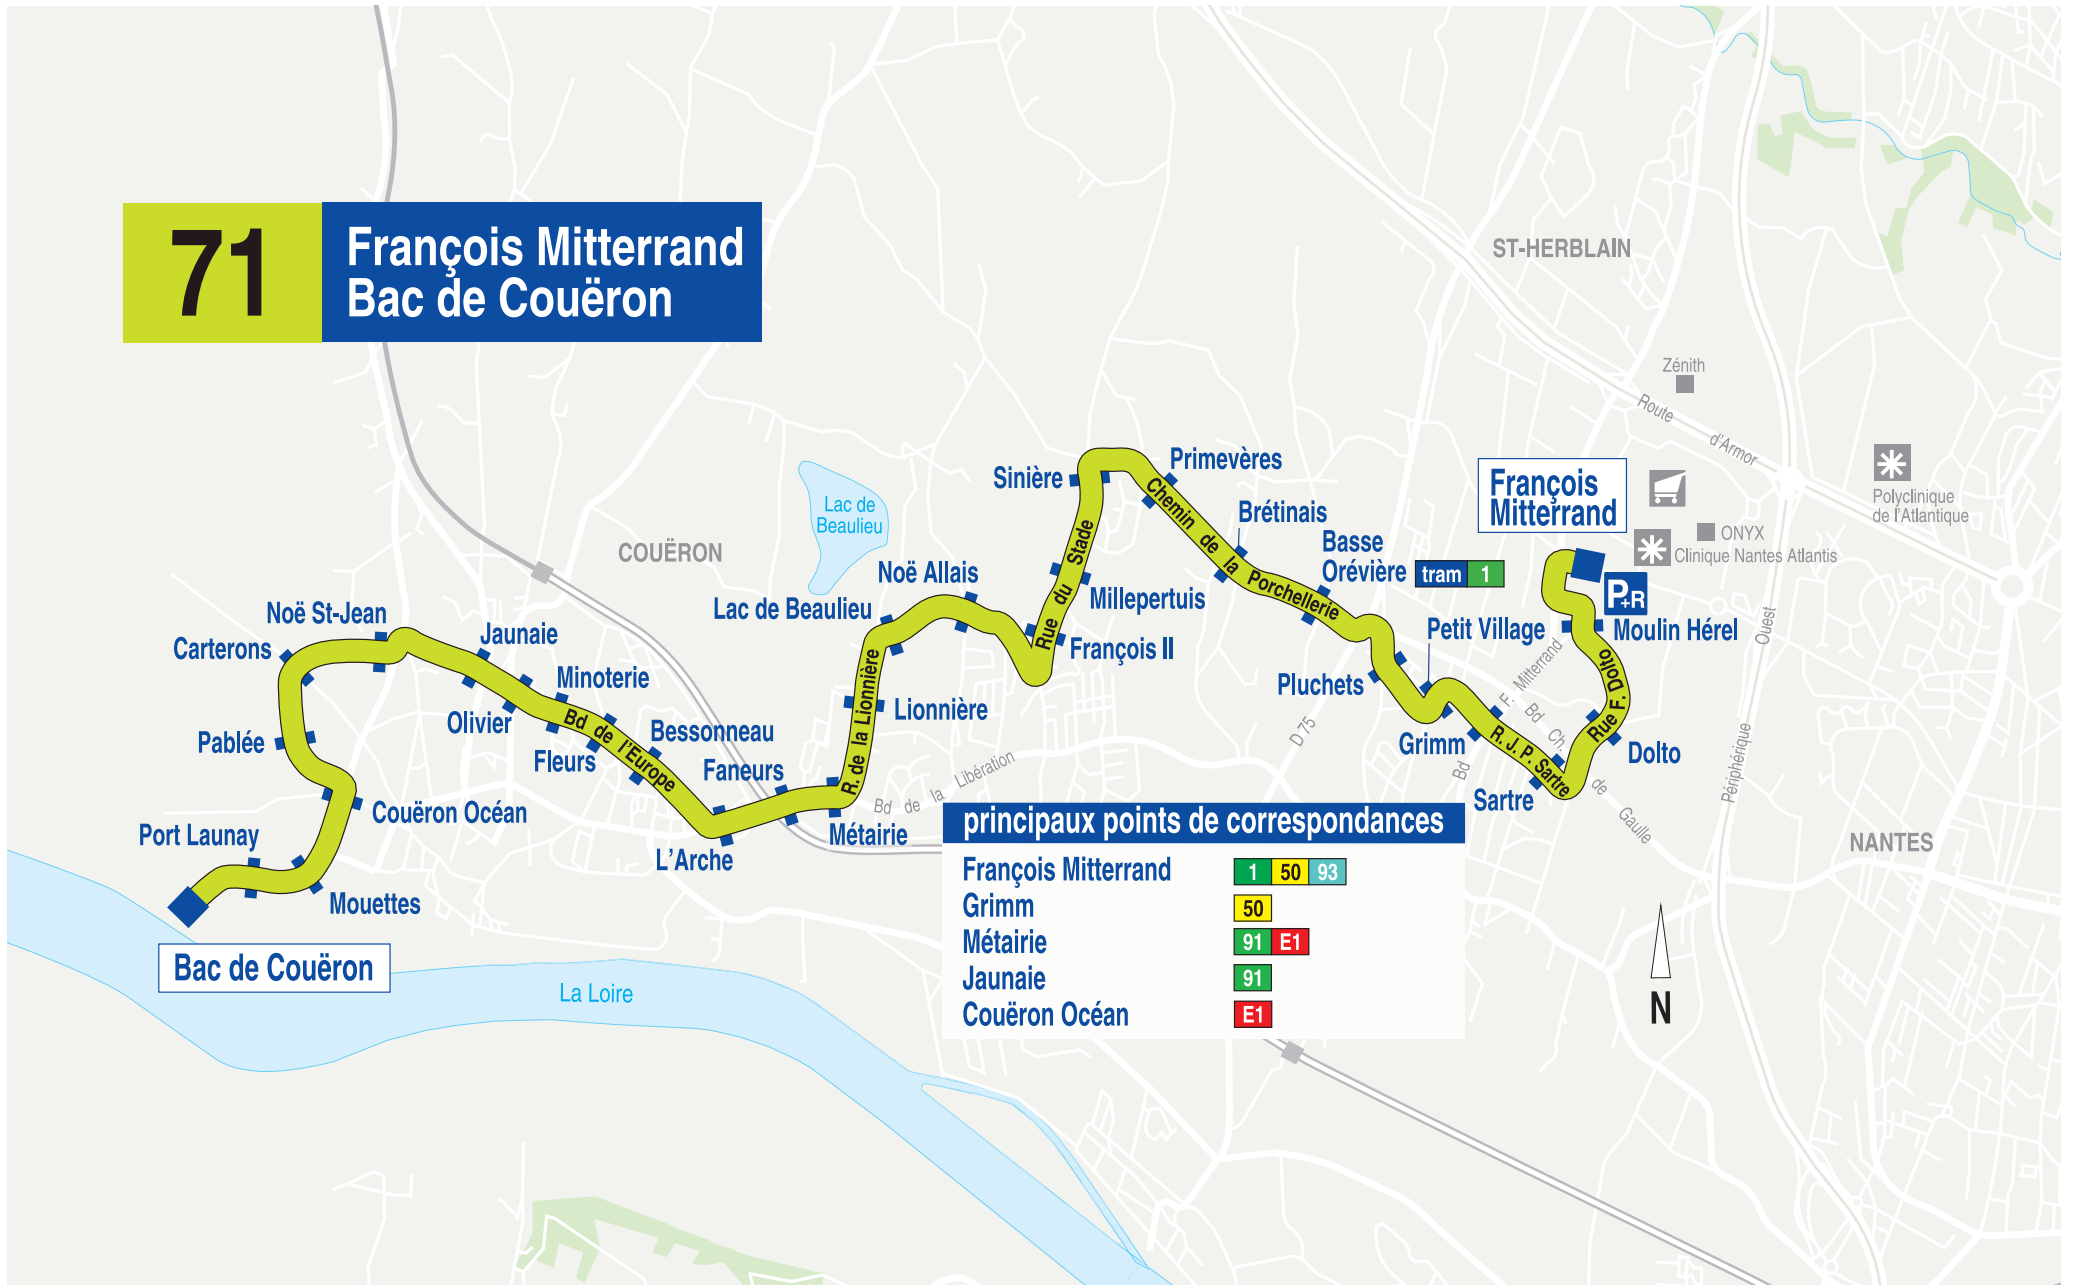 71
François Mitterrand
Bac de Couëron
ST-HERBLAIN
Zénith
Route d'Armor
Polyclinique
de l'Atlantique
ONYX
Clinique Nantes Atlantis
François
Mitterrand
P+R
Moulin Hérel
Rue F. Dolto
Dolto
Sartre
R. J. P. Sartre
Grimm
Petit Village
Pluchets
Basse
Orévière
tram 1
Brétinais
Primevères
Chemin de la Porchellerie
Sinière
Rue du Stade
Millepertuis
François II
Noë Allais
Lac de Beaulieu
Lac de
Beaulieu
Lionnière
R. de la Lionnière
Métairie
Faneurs
L'Arche
Bessonneau
Bd de l'Europe
Fleurs
Minoterie
Olivier
Jaunaie
Noë St-Jean
Carterons
Pablée
Couëron Océan
Mouettes
Port Launay
Bac de Couëron
COUËRON
La Loire
Bd de la Libération
D 75
Bd F. Mitterrand
Bd Ch. de Gaulle
Périphérique Ouest
NANTES
N
principaux points de correspondances
François Mitterrand 1 50 93
Grimm 50
Métairie 91 E1
Jaunaie 91
Couëron Océan E1